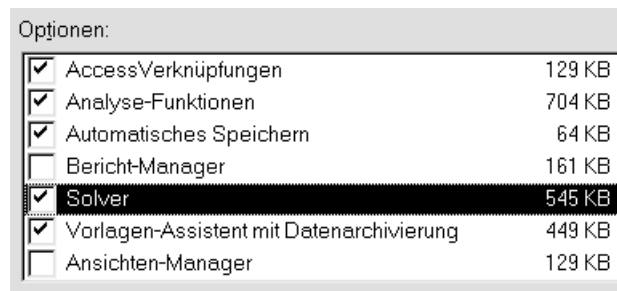 Optionen:
AccessVerknüpfungen 129 KB
Analyse-Funktionen 704 KB
Automatisches Speichern 64 KB
Bericht-Manager 161 KB
Solver 545 KB
Vorlagen-Assistent mit Datenarchivierung 449 KB
Ansichten-Manager 129 KB